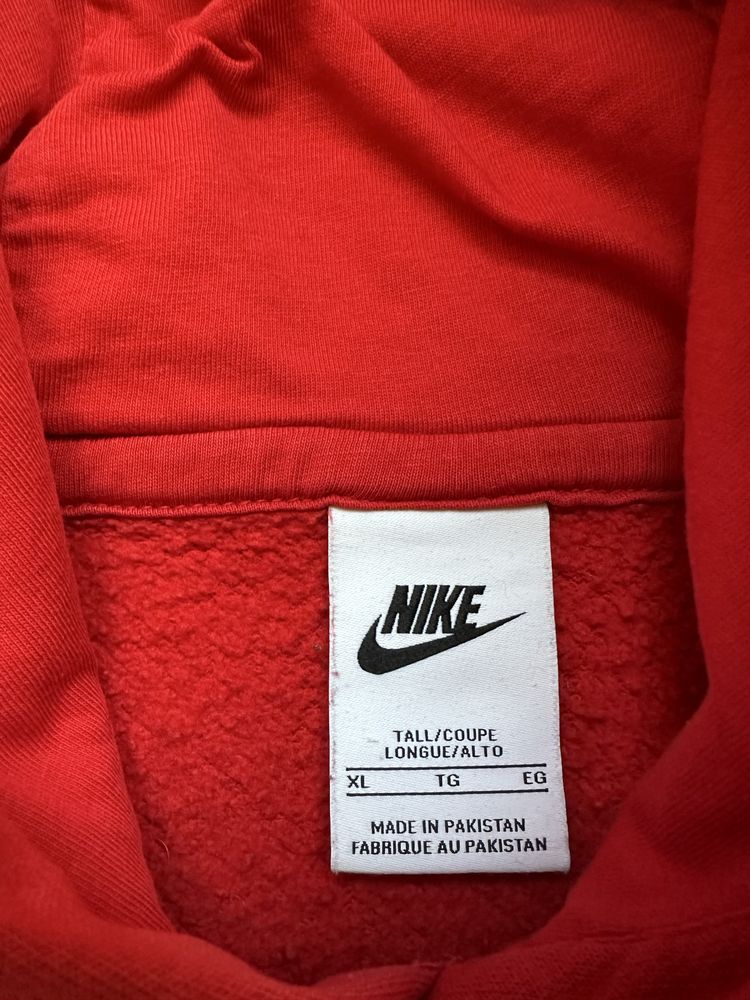 NIKE
TALL/COUPE
LONGUE/ALTO
XL TG EG
MADE IN PAKISTAN
FABRIQUE AU PAKISTAN